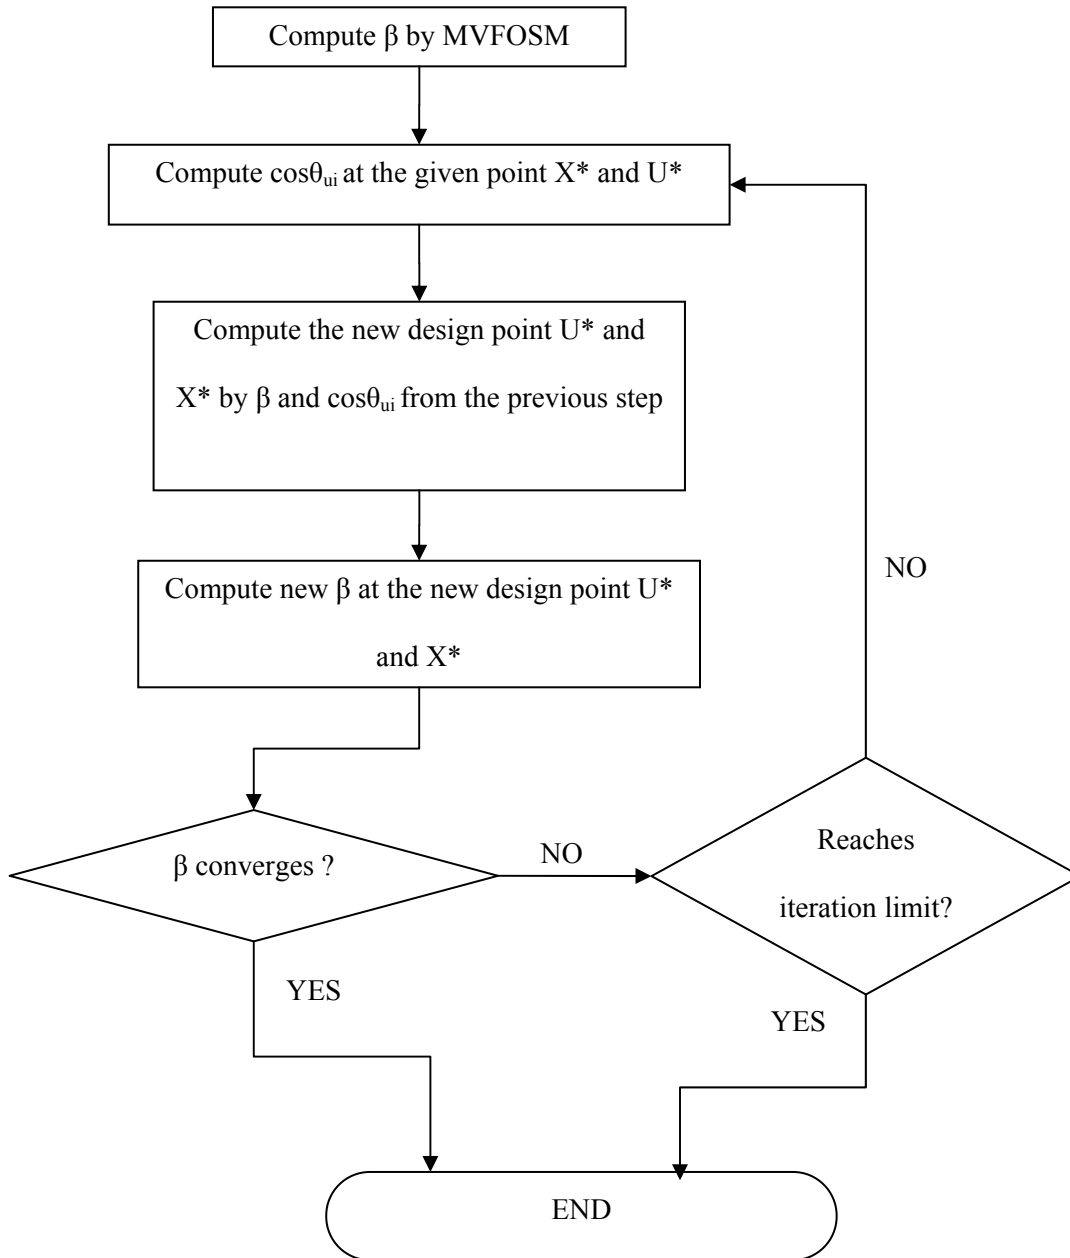 Compute β by MVFOSM
Compute cosθui at the given point X* and U*
Compute the new design point U* and
X* by β and cosθui from the previous step
Compute new β at the new design point U*
and X*
NO
β converges ?
NO
Reaches
iteration limit?
YES
YES
END